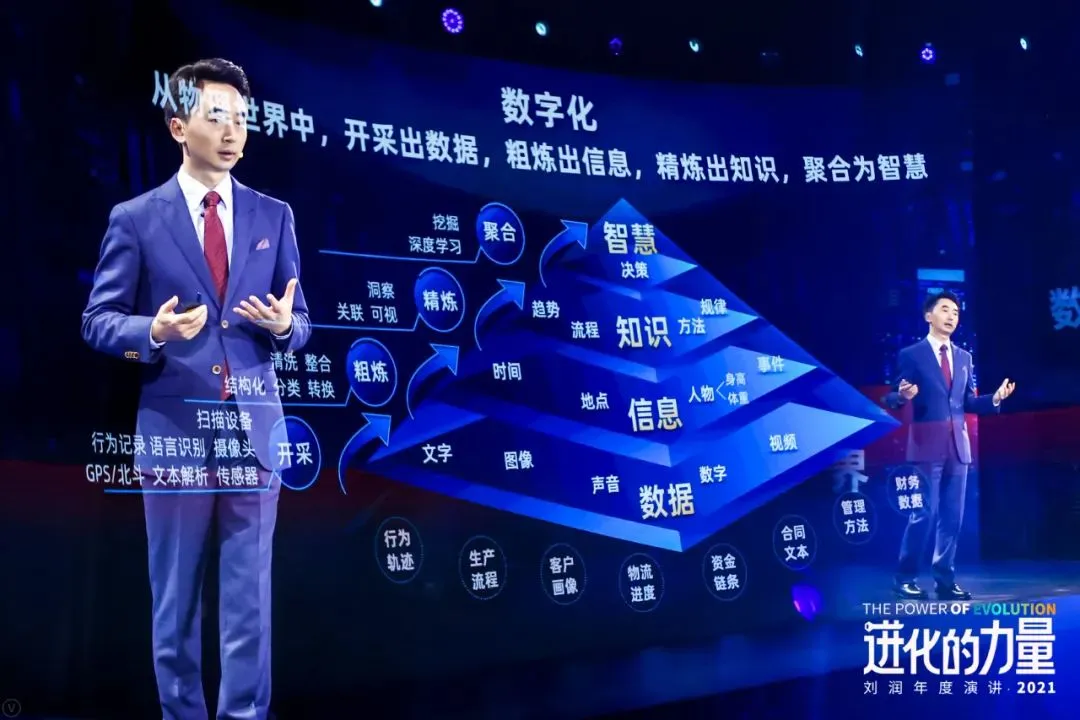 数字化
从物理世界中，开采出数据，粗炼出信息，精炼出知识，聚合为智慧
挖掘
深度学习
聚合
洞察
关联 可视
精炼
清洗 整合
结构化 分类 转换
粗炼
扫描设备
行为记录 语言识别 摄像头
GPS/北斗 文本解析 传感器
开采
智慧
决策
趋势
规律
流程
知识
方法
时间
事件
地点
信息
人物
身高
体重
文字
图像
视频
声音
数据
数字
行为
轨迹
生产
流程
客户
画像
物流
进度
资金
链条
合同
文本
管理
方法
财务
数据
数
界
THE POWER OF EVOLUTION
进化的力量
刘润年度演讲·2021
V